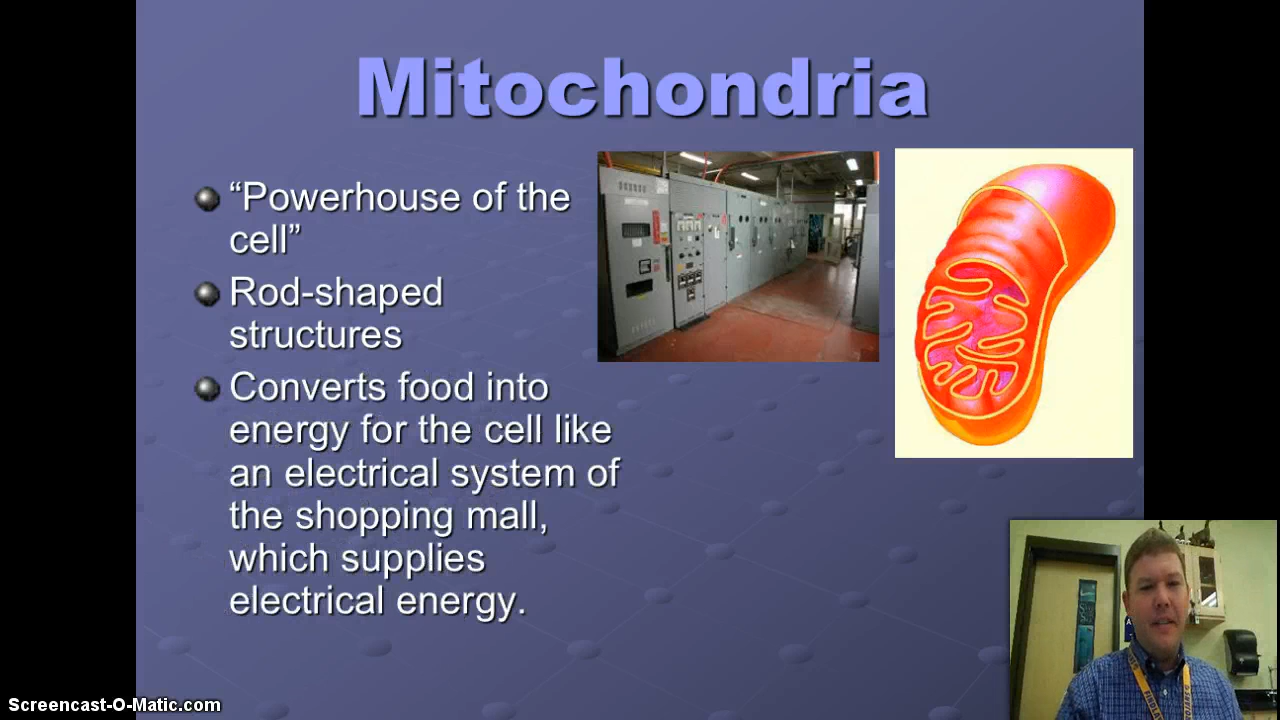 Mitochondria
“Powerhouse of the
cell”
Rod-shaped
structures
Converts food into
energy for the cell like
an electrical system of
the shopping mall,
which supplies
electrical energy.
Screencast-O-Matic.com